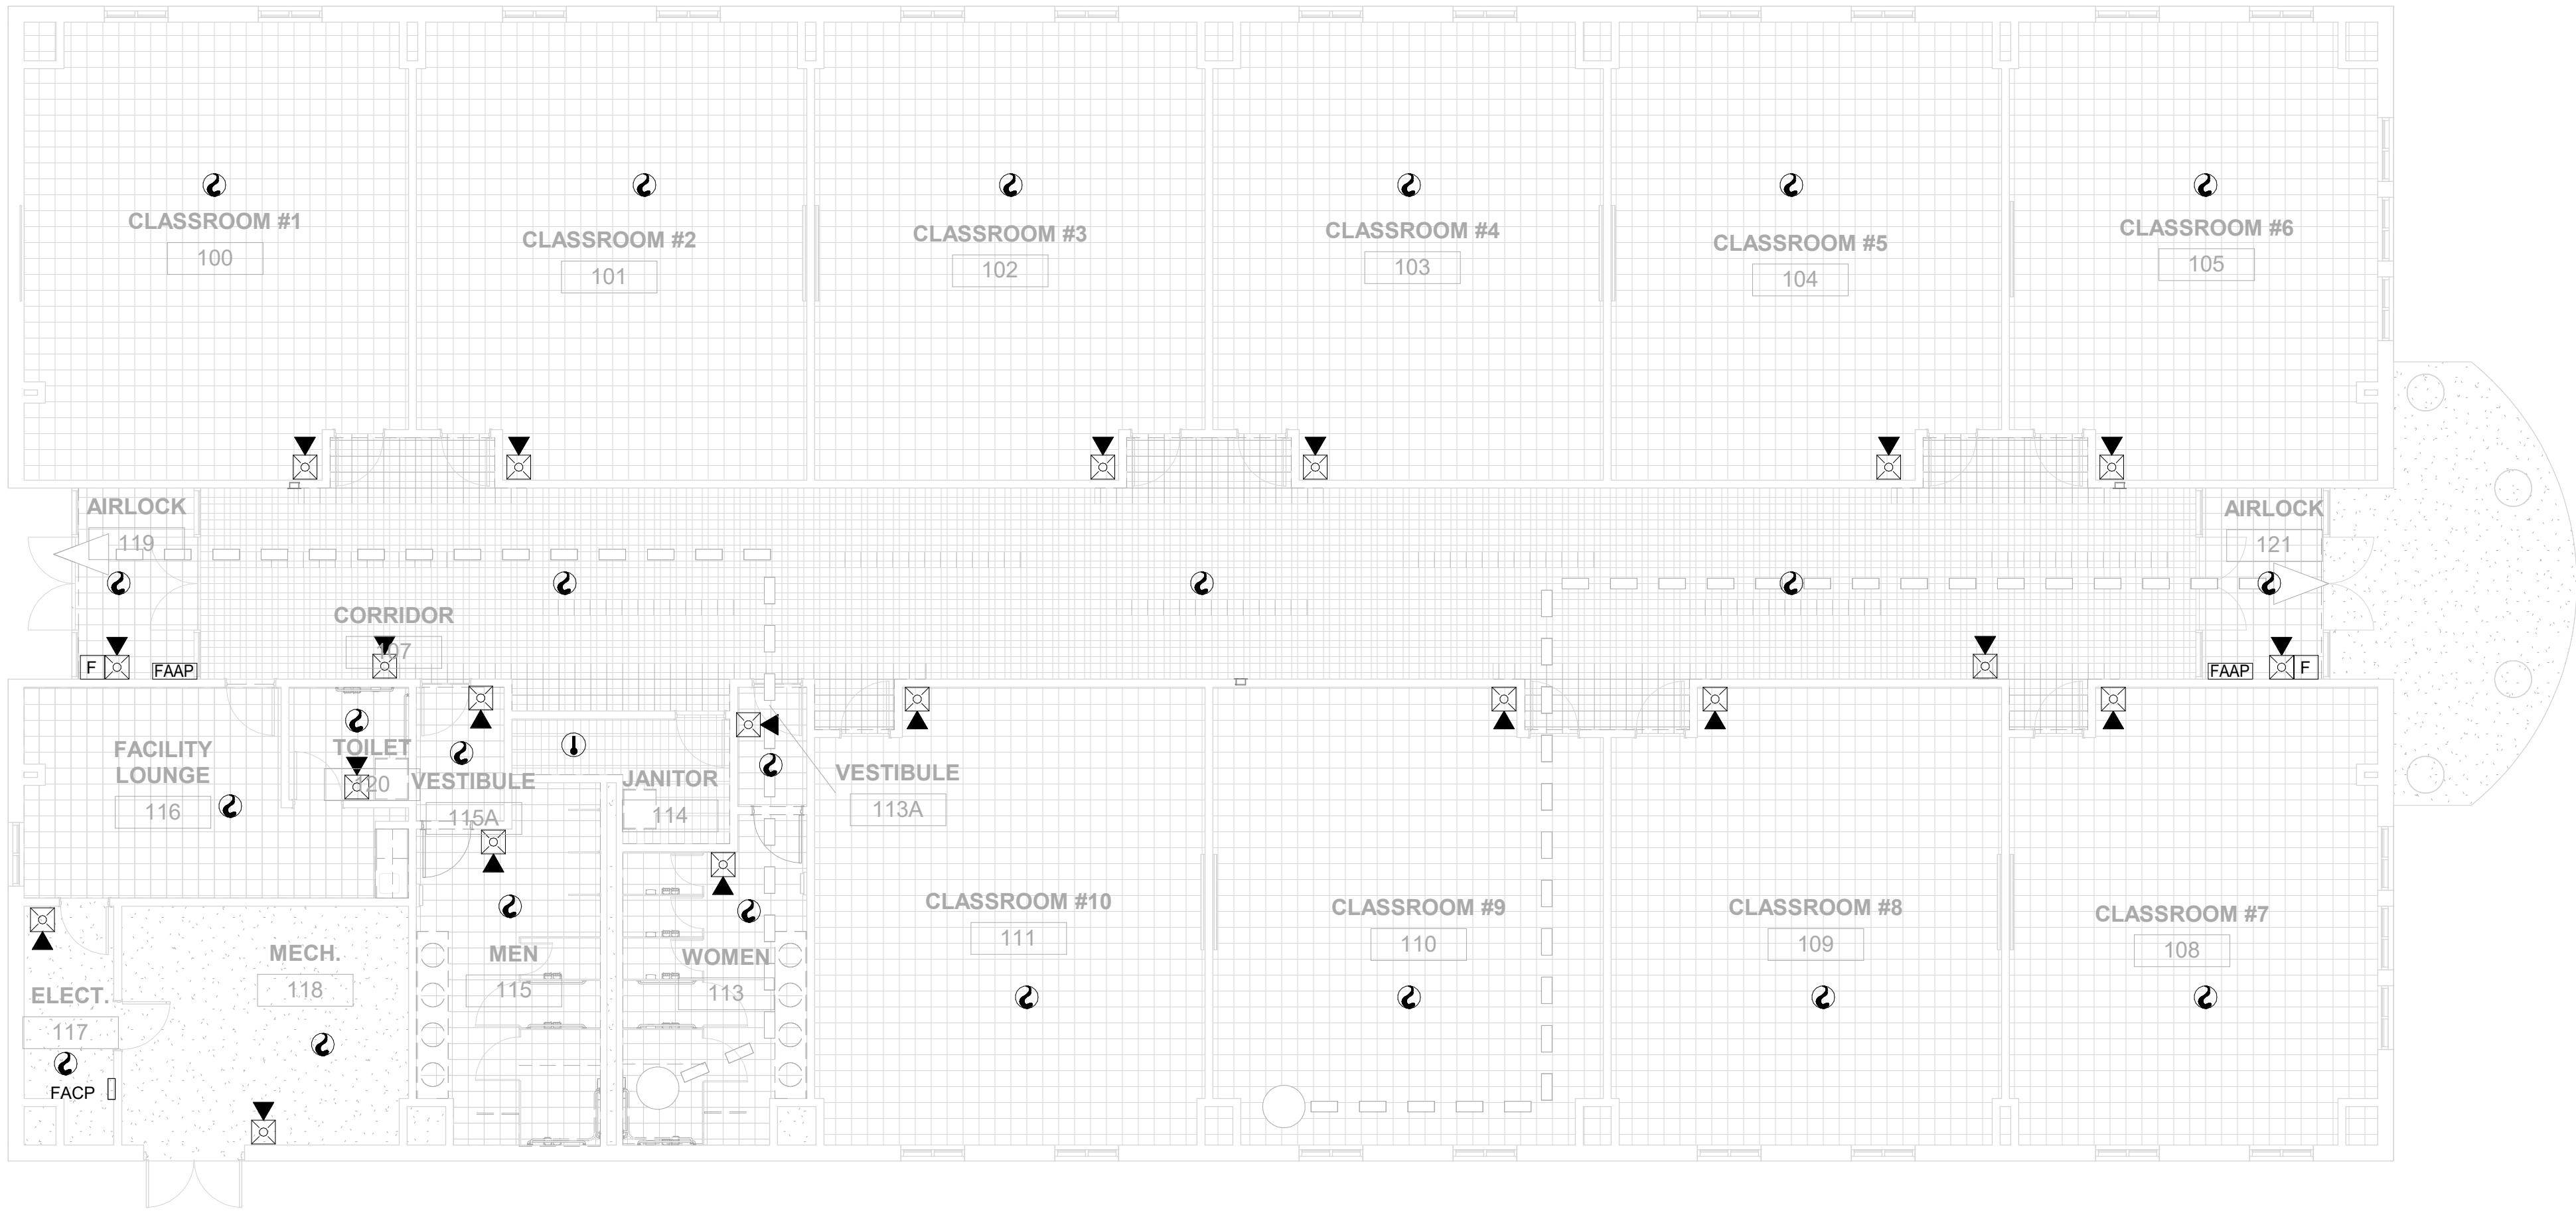 CLASSROOM #1
100
CLASSROOM #2
101
CLASSROOM #3
102
CLASSROOM #4
103
CLASSROOM #5
104
CLASSROOM #6
105
AIRLOCK
119
AIRLOCK
121
CORRIDOR
107
F
FAAP
FAAP
F
FACILITY
LOUNGE
116
TOILET
120
VESTIBULE
115A
JANITOR
114
VESTIBULE
113A
CLASSROOM #10
111
CLASSROOM #9
110
CLASSROOM #8
109
CLASSROOM #7
108
MECH.
118
MEN
115
WOMEN
113
ELECT.
117
FACP